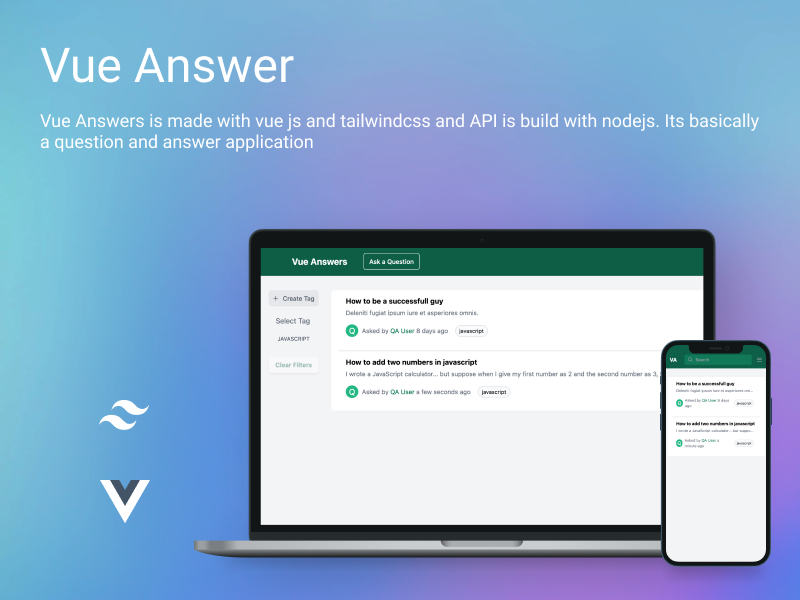 Vue Answer
Vue Answers is made with vue js and tailwindcss and API is build with nodejs. Its basically
a question and answer application
Vue Answers
Ask a Question
+ Create Tag
Select Tag
JAVASCRIPT
Clear Filters
How to be a successfull guy
Deleniti fugiat ipsum iure et asperiores omnis.
Q Asked by QA User 8 days ago javascript
How to add two numbers in javascript
I wrote a JavaScript calculator... but suppose when I give my first number as 2 and the second number as 3,
Q Asked by QA User a few seconds ago javascript
VA
Search
How to be a successfull guy
Deleniti fugiat ipsum iure et asperiores om...
Q Asked by QA User 8 days
ago
javascript
How to add two numbers in javascript
I wrote a JavaScript calculator... but suppo...
Q Asked by QA User a
minute ago
javascript